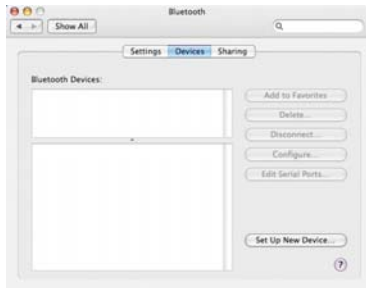 Bluetooth
Show All
Settings Devices Sharing
Bluetooth Devices:
Add to Favorites
Delete...
Disconnect...
Configure...
Edit Serial Ports...
Set Up New Device...
?